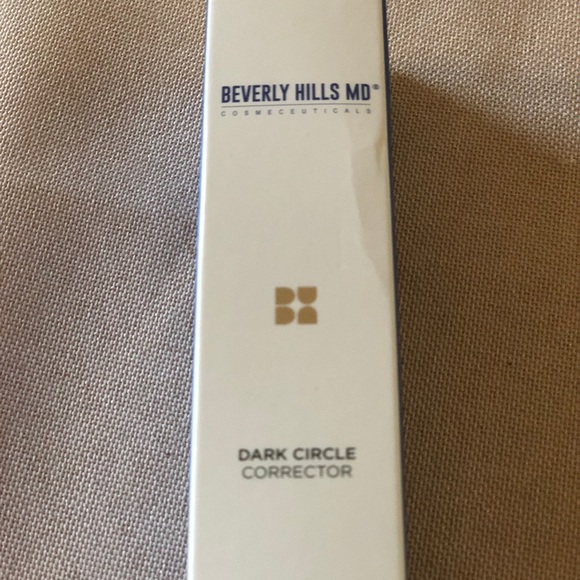 BEVERLY HILLS MD®
COSMECEUTICALS
DARK CIRCLE
CORRECTOR